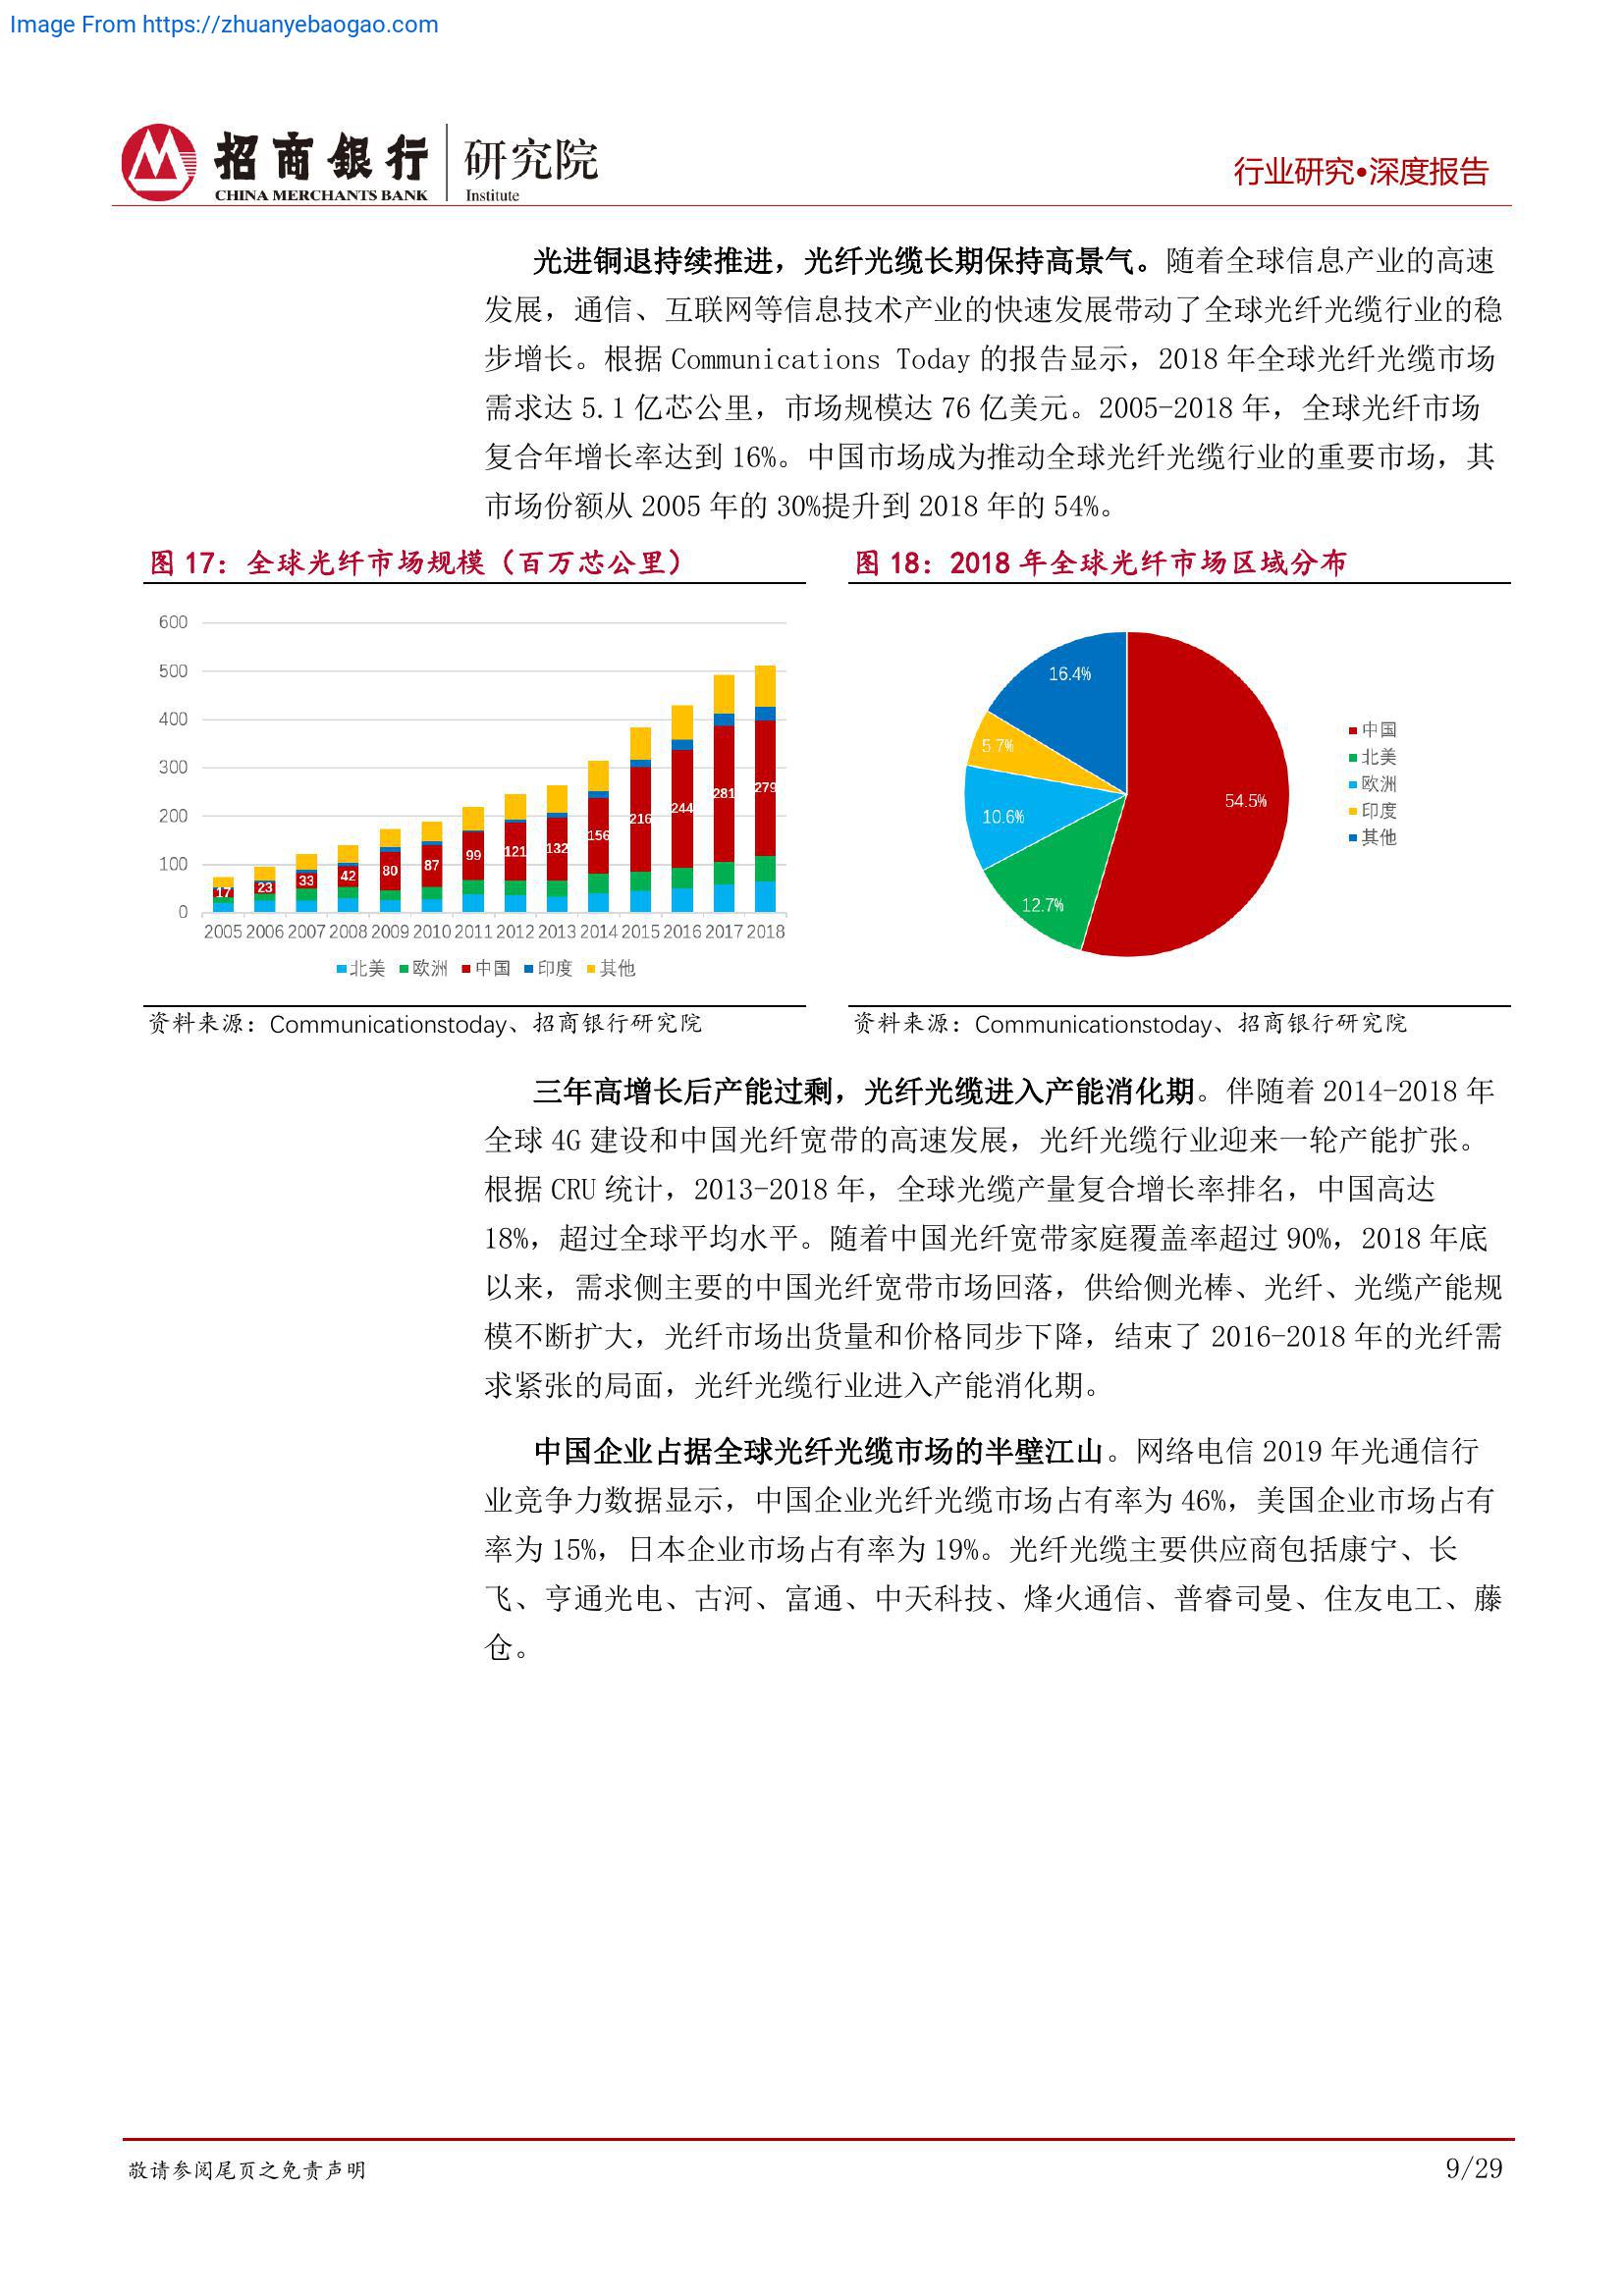 Image From https://zhuanyebaogao.com
招商銀行
CHINA MERCHANTS BANK
研究院
Institute
行业研究•深度报告
光进铜退持续推进，光纤光缆长期保持高景气。随着全球信息产业的高速
发展，通信、互联网等信息技术产业的快速发展带动了全球光纤光缆行业的稳
步增长。根据 Communications Today 的报告显示，2018 年全球光纤光缆市场
需求达 5.1 亿芯公里，市场规模达 76 亿美元。2005-2018 年，全球光纤市场
复合年增长率达到 16%。中国市场成为推动全球光纤光缆行业的重要市场，其
市场份额从 2005 年的 30%提升到 2018 年的 54%。
图 17：全球光纤市场规模（百万芯公里）
600
500
400
300
200
100
0
17 23 33 42 80 87 99 121 132 156 216 244 281 279
2005 2006 2007 2008 2009 2010 2011 2012 2013 2014 2015 2016 2017 2018
北美 欧洲 中国 印度 其他
资料来源：Communicationstoday、招商银行研究院
图 18：2018 年全球光纤市场区域分布
16.4%
5.7%
10.6%
12.7%
54.5%
中国
北美
欧洲
印度
其他
资料来源：Communicationstoday、招商银行研究院
三年高增长后产能过剩，光纤光缆进入产能消化期。伴随着 2014-2018 年
全球 4G 建设和中国光纤宽带的高速发展，光纤光缆行业迎来一轮产能扩张。
根据 CRU 统计，2013-2018 年，全球光缆产量复合增长率排名，中国高达
18%，超过全球平均水平。随着中国光纤宽带家庭覆盖率超过 90%，2018 年底
以来，需求侧主要的中国光纤宽带市场回落，供给侧光棒、光纤、光缆产能规
模不断扩大，光纤市场出货量和价格同步下降，结束了 2016-2018 年的光纤需
求紧张的局面，光纤光缆行业进入产能消化期。
中国企业占据全球光纤光缆市场的半壁江山。网络电信 2019 年光通信行
业竞争力数据显示，中国企业光纤光缆市场占有率为 46%，美国企业市场占有
率为 15%，日本企业市场占有率为 19%。光纤光缆主要供应商包括康宁、长
飞、亨通光电、古河、富通、中天科技、烽火通信、普睿司曼、住友电工、藤
仓。
敬请参阅尾页之免责声明
9/29